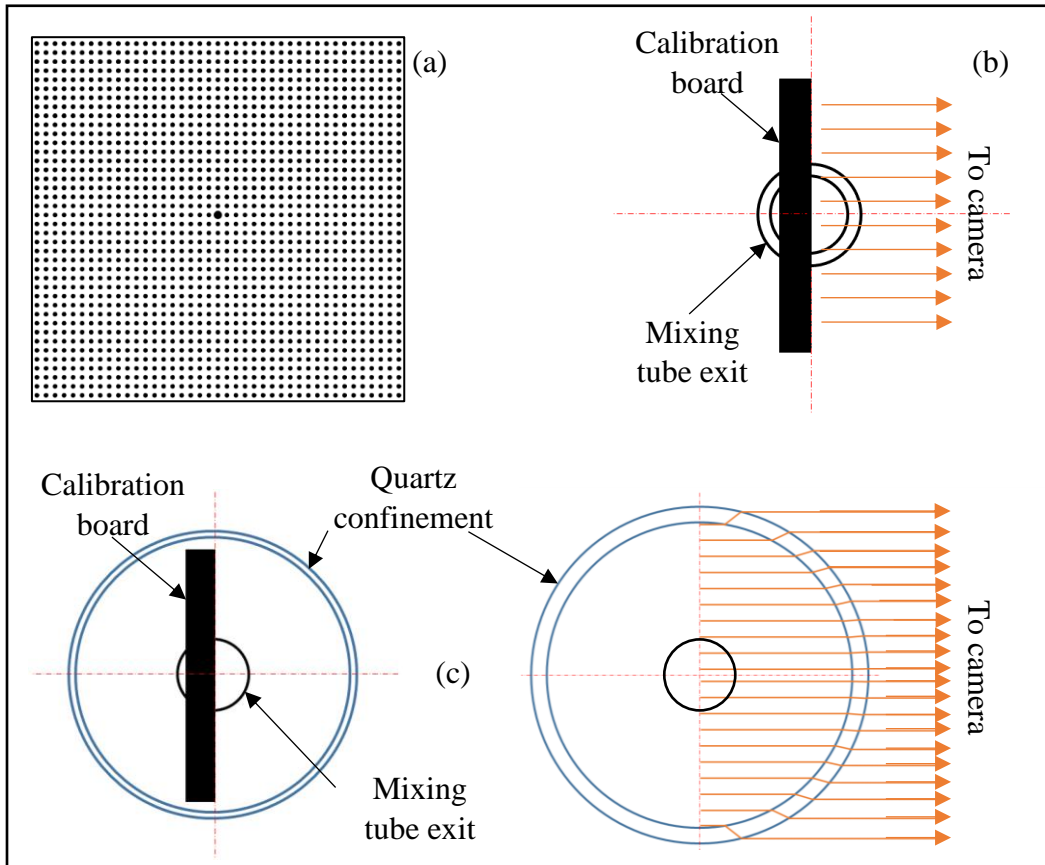 (a)
Calibration
board
(b)
To camera
Mixing
tube exit
Calibration
board
Quartz
confinement
(c)
To camera
Mixing
tube exit